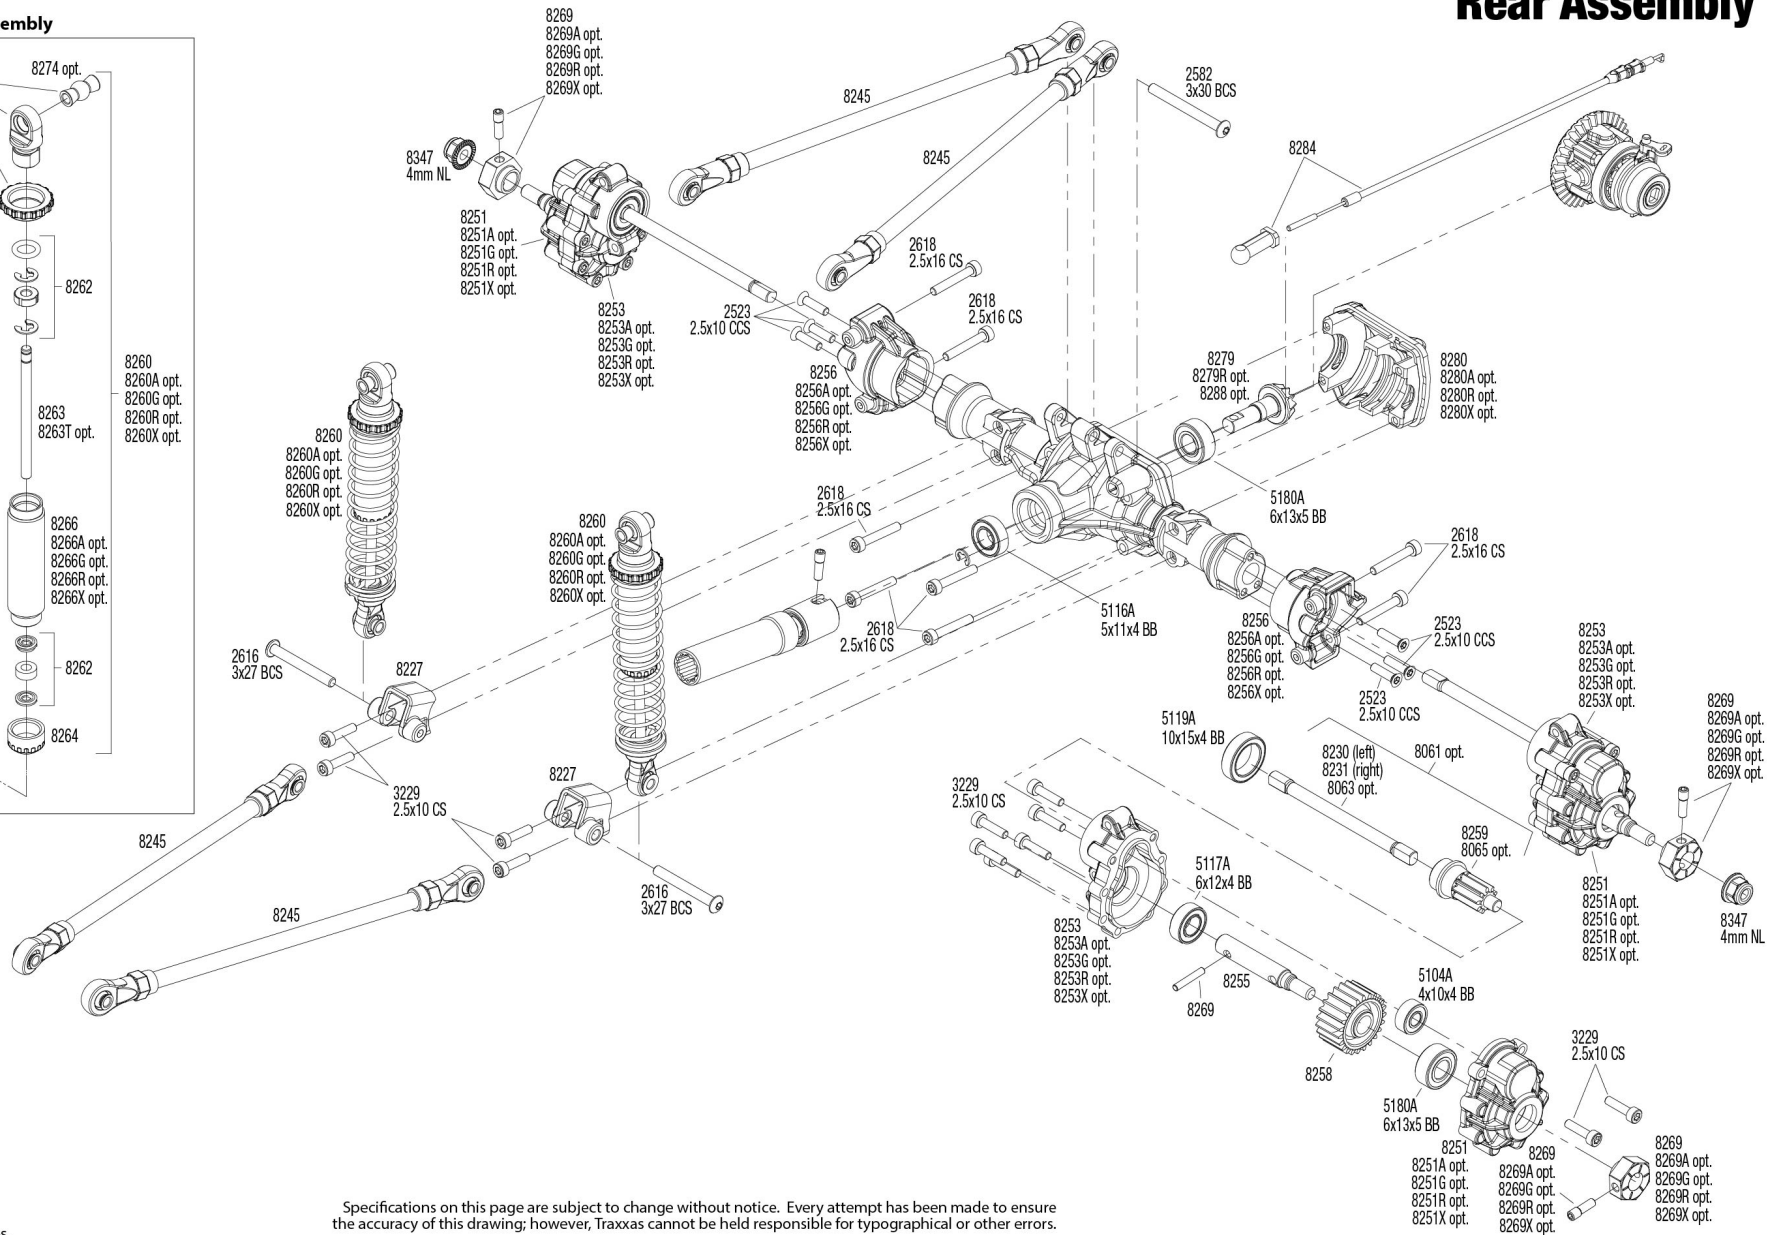 Rear Assembly
embly
8274 opt.
8262
8263
8263T opt.
8260
8260A opt.
8260G opt.
8260R opt.
8260X opt.
8266
8266A opt.
8266G opt.
8266R opt.
8266X opt.
8262
8264
8269
8269A opt.
8269G opt.
8269R opt.
8269X opt.
8347
4mm NL
8251
8251A opt.
8251G opt.
8251R opt.
8251X opt.
8253
8253A opt.
8253G opt.
8253R opt.
8253X opt.
8245
8245
2582
3x30 BCS
8284
2618
2.5x16 CS
2618
2.5x16 CS
2523
2.5x10 CCS
8256
8256A opt.
8256G opt.
8256R opt.
8256X opt.
8279
8279R opt.
8288 opt.
8280
8280A opt.
8280R opt.
8280X opt.
8260
8260A opt.
8260G opt.
8260R opt.
8260X opt.
8260
8260A opt.
8260G opt.
8260R opt.
8260X opt.
2618
2.5x16 CS
5180A
6x13x5 BB
2618
2.5x16 CS
5116A
5x11x4 BB
2618
2.5x16 CS
8256
8256A opt.
8256G opt.
8256R opt.
8256X opt.
2523
2.5x10 CCS
2523
2.5x10 CCS
8253
8253A opt.
8253G opt.
8253R opt.
8253X opt.
8269
8269A opt.
8269G opt.
8269R opt.
8269X opt.
2616
3x27 BCS
8227
8227
3229
2.5x10 CS
8245
8245
2616
3x27 BCS
5119A
10x15x4 BB
8230 (left)
8231 (right)
8063 opt.
8061 opt.
8259
8065 opt.
3229
2.5x10 CS
5117A
6x12x4 BB
8251
8251A opt.
8251G opt.
8251R opt.
8251X opt.
8347
4mm NL
8253
8253A opt.
8253G opt.
8253R opt.
8253X opt.
8255
8269
5104A
4x10x4 BB
8258
3229
2.5x10 CS
5180A
6x13x5 BB
8251
8251A opt.
8251G opt.
8251R opt.
8251X opt.
8269
8269A opt.
8269G opt.
8269R opt.
8269X opt.
8269
8269A opt.
8269G opt.
8269R opt.
8269X opt.
Specifications on this page are subject to change without notice. Every attempt has been made to ensure
the accuracy of this drawing; however, Traxxas cannot be held responsible for typographical or other errors.